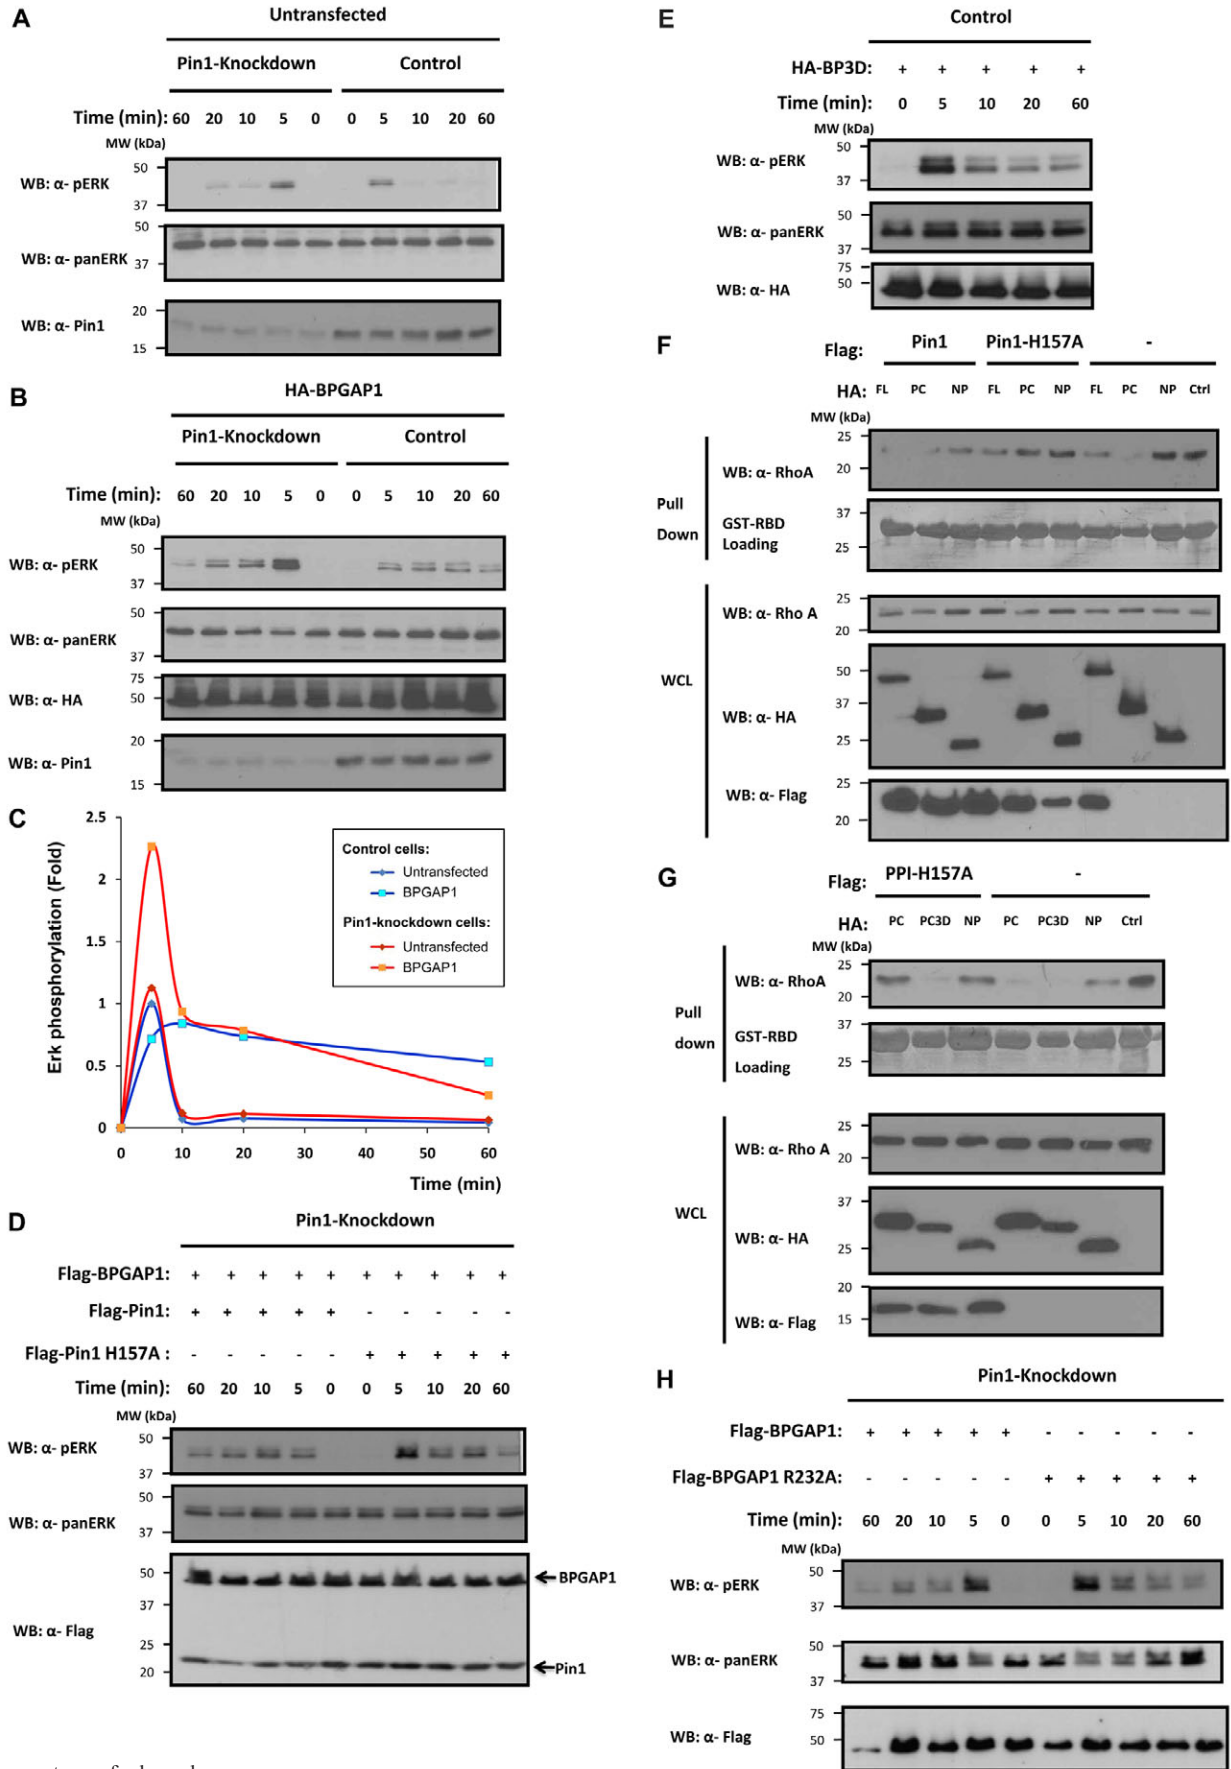 A
Untransfected
Pin1-Knockdown Control
Time (min): 60 20 10 5 0 0 5 10 20 60
MW (kDa)
50
WB: α- pERK
37
50
WB: α- panERK
37
20
WB: α- Pin1
15
B
HA-BPGAP1
Pin1-Knockdown Control
Time (min): 60 20 10 5 0 0 5 10 20 60
MW (kDa)
50
WB: α- pERK
37
50
WB: α- panERK
37
75
WB: α- HA
50
20
WB: α- Pin1
15
C
Erk phosphorylation (Fold)
2.5
2
1.5
1
0.5
0
0 10 20 30 40 50 60
Time (min)
Control cells:
Untransfected
BPGAP1
Pin1-knockdown cells:
Untransfected
BPGAP1
D
Pin1-Knockdown
Flag-BPGAP1: + + + + + + + + + +
Flag-Pin1: + + + + + - - - - -
Flag-Pin1 H157A : - - - - - + + + + +
Time (min): 60 20 10 5 0 0 5 10 20 60
MW (kDa)
50
WB: α- pERK
37
50
WB: α- panERK
37
50
BPGAP1
37
WB: α- Flag
25
20
Pin1
E
Control
HA-BP3D: + + + + +
Time (min): 0 5 10 20 60
MW (kDa)
50
WB: α- pERK
37
50
WB: α- panERK
37
75
50
WB: α- HA
F
Flag: Pin1 Pin1-H157A -
HA: FL PC NP FL PC NP FL PC NP Ctrl
MW (kDa)
25
WB: α- RhoA
20
Pull
Down
37
GST-RBD
Loading
25
25
WB: α- Rho A
20
WCL
50
37
WB: α- HA
25
25
WB: α- Flag
20
G
Flag: PPI-H157A -
HA: PC PC3D NP PC PC3D NP Ctrl
MW (kDa)
25
WB: α- RhoA
20
Pull
down
37
GST-RBD
Loading
25
25
WB: α- Rho A
20
WCL
37
WB: α- HA
25
20
WB: α- Flag
15
H
Pin1-Knockdown
Flag-BPGAP1: + + + + + - - - - -
Flag-BPGAP1 R232A: - - - - - + + + + +
Time (min): 60 20 10 5 0 0 5 10 20 60
MW (kDa)
50
WB: α- pERK
37
50
WB: α- panERK
37
75
WB: α- Flag
50